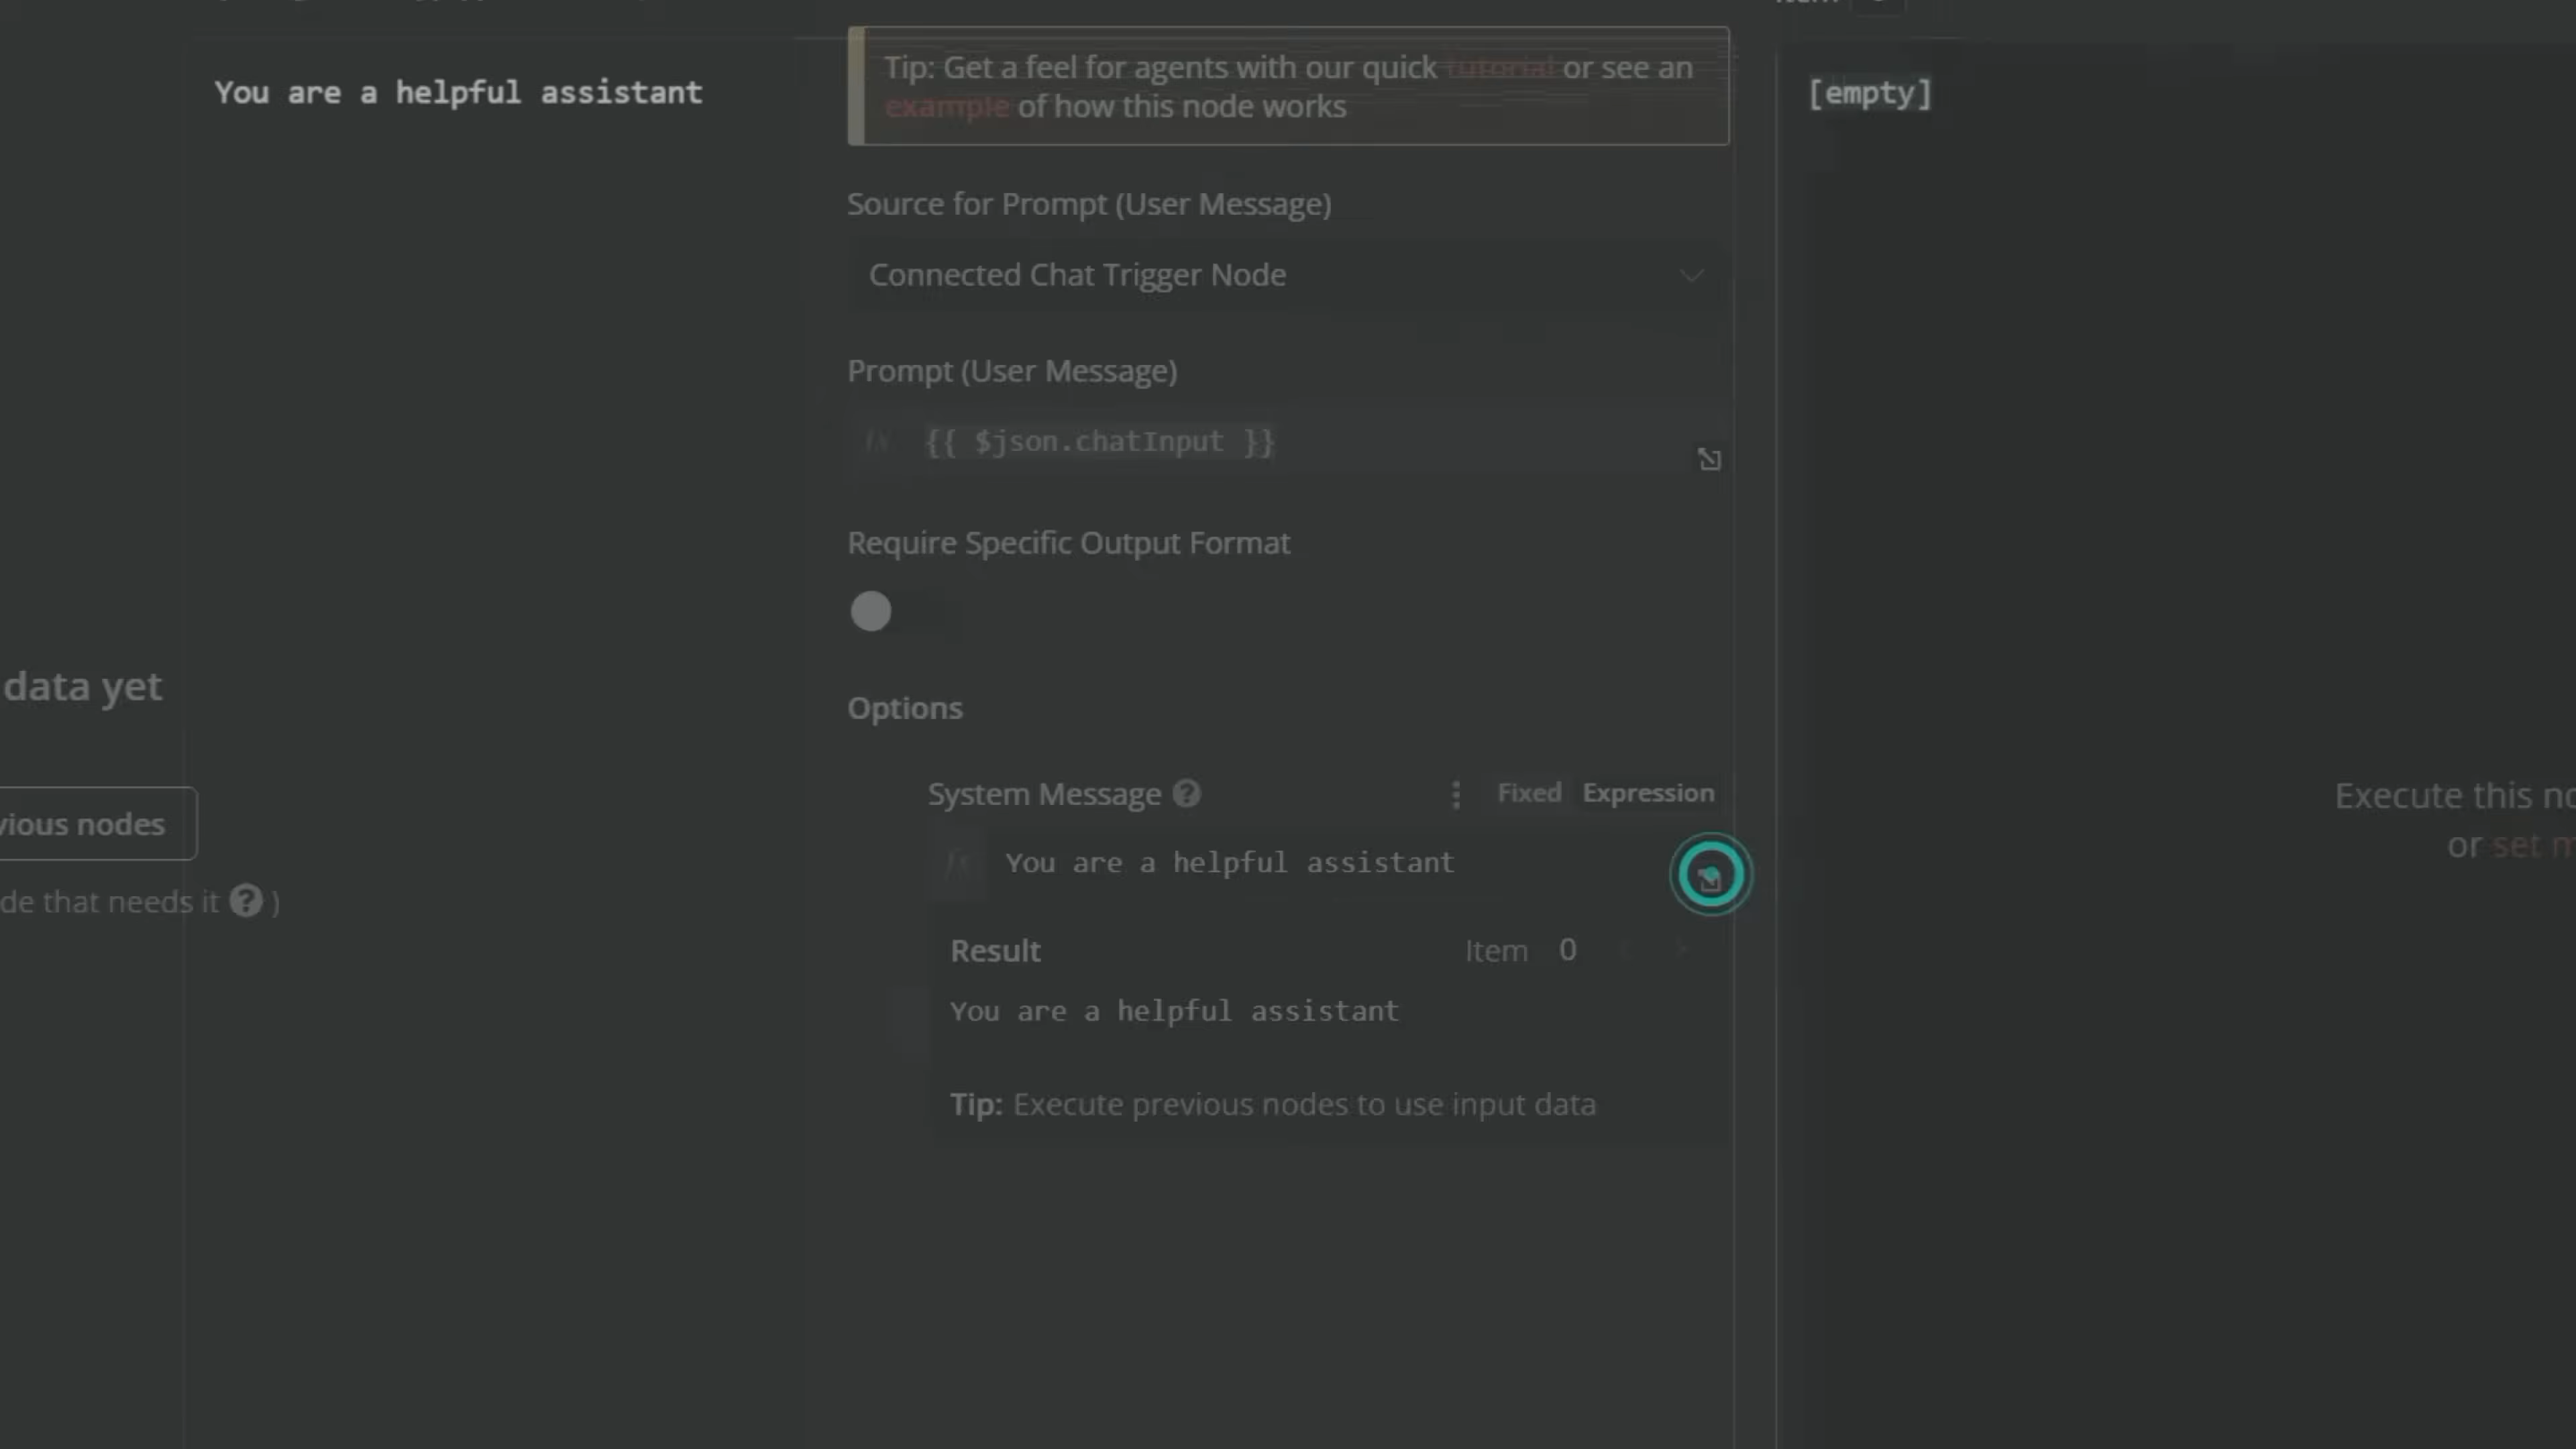 You are a helpful assistant
Tip: Get a feel for agents with our quick tutorial or see an
example of how this node works
[empty]
Source for Prompt (User Message)
Connected Chat Trigger Node
Prompt (User Message)
fx {{ $json.chatInput }}
Require Specific Output Format
data yet
Options
System Message ? Fixed Expression
vious nodes
fx You are a helpful assistant
de that needs it ? )
Execute this no
or set m
Result Item 0
You are a helpful assistant
Tip: Execute previous nodes to use input data